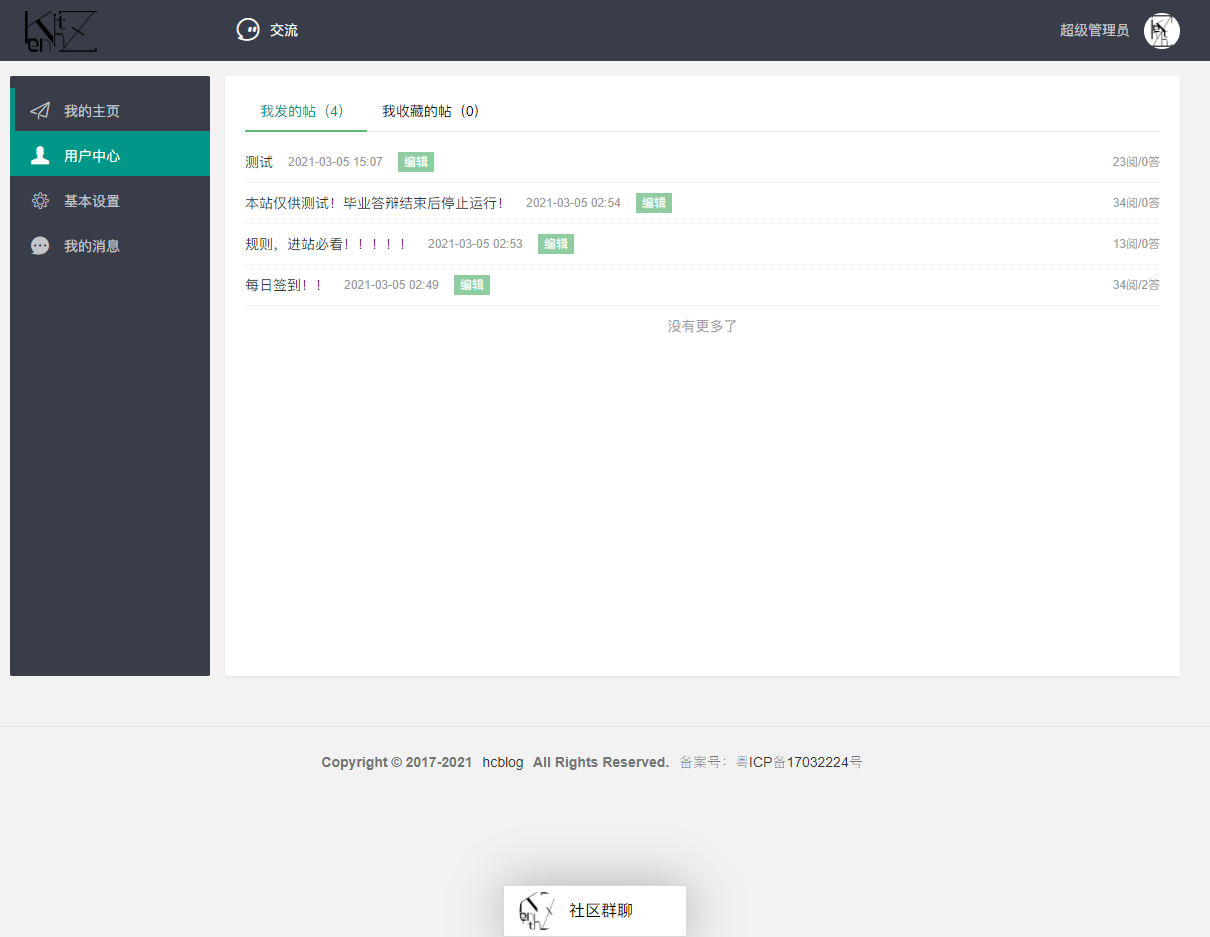 交流
超级管理员
我的主页
用户中心
基本设置
我的消息
我发的帖（4） 我收藏的帖（0）
测试 2021-03-05 15:07 编辑 23阅/0答
本站仅供测试！毕业答辩结束后停止运行！ 2021-03-05 02:54 编辑 34阅/0答
规则，进站必看！！！！！ 2021-03-05 02:53 编辑 13阅/0答
每日签到！！ 2021-03-05 02:49 编辑 34阅/2答
没有更多了
Copyright © 2017-2021 hcblog All Rights Reserved. 备案号：粤ICP备17032224号
社区群聊